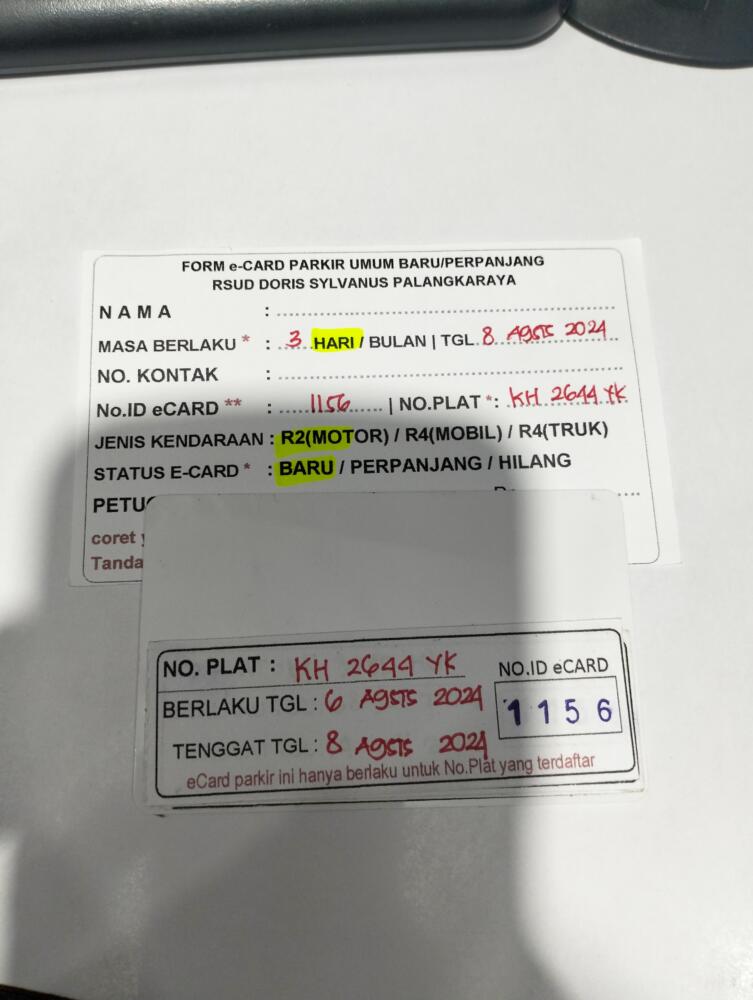 FORM e-CARD PARKIR UMUM BARU/PERPANJANG
RSUD DORIS SYLVANUS PALANGKARAYA
NAMA :
MASA BERLAKU * : 3 HARI / BULAN | TGL. 8 AGSTS 2024
NO. KONTAK :
No.ID eCARD ** : 1156 | NO.PLAT *: KH 2644 YK
JENIS KENDARAAN : R2(MOTOR) / R4(MOBIL) / R4(TRUK)
STATUS E-CARD * : BARU / PERPANJANG / HILANG
coret
NO. PLAT : KH 2644 YK
NO.ID eCARD
BERLAKU TGL : 6 AGSTS 2024
1156
TENGGAT TGL : 8 AGSTS 2024
eCard parkir ini hanya berlaku untuk No.Plat yang terdaftar